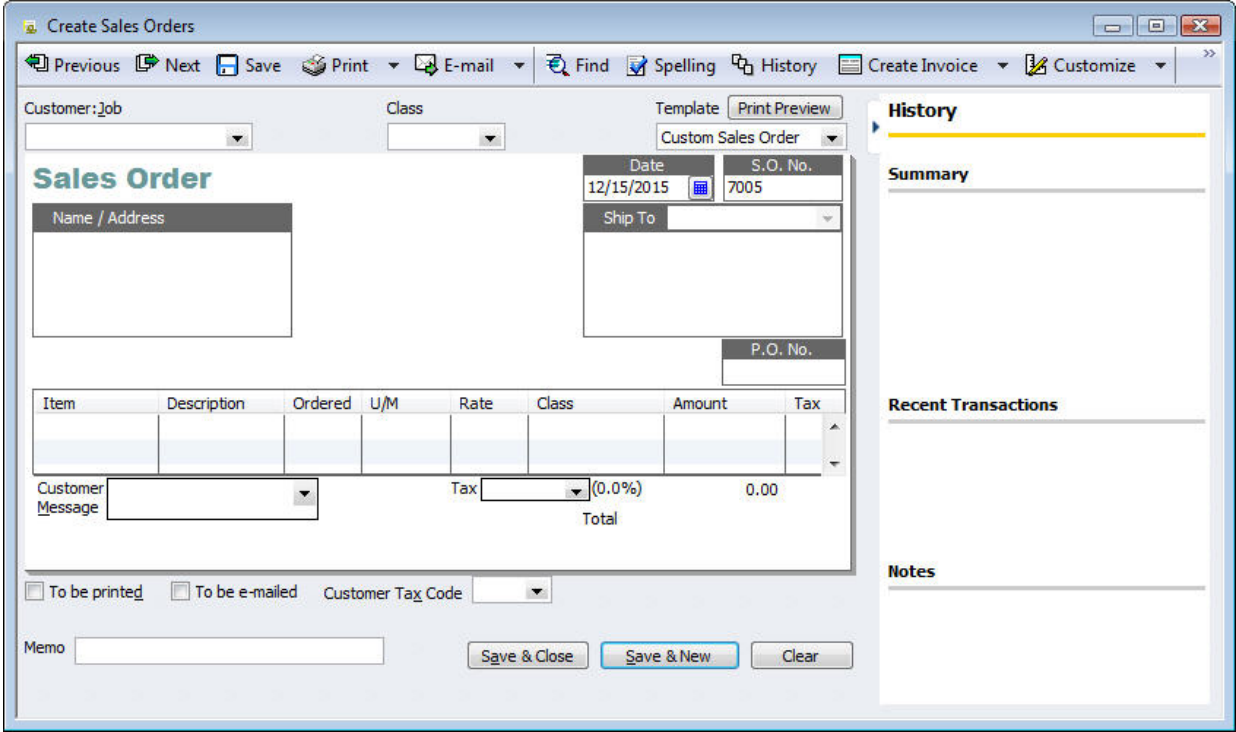 Create Sales Orders
Previous Next Save Print E-mail Find Spelling History Create Invoice Customize »
Customer:Job Class Template Print Preview
Custom Sales Order
Sales Order
Date S.O. No.
12/15/2015 7005
Name / Address Ship To
P.O. No.
Item Description Ordered U/M Rate Class Amount Tax
Customer Message Tax (0.0%) 0.00
Total
To be printed To be e-mailed Customer Tax Code
Memo Save & Close Save & New Clear
History
Summary
Recent Transactions
Notes